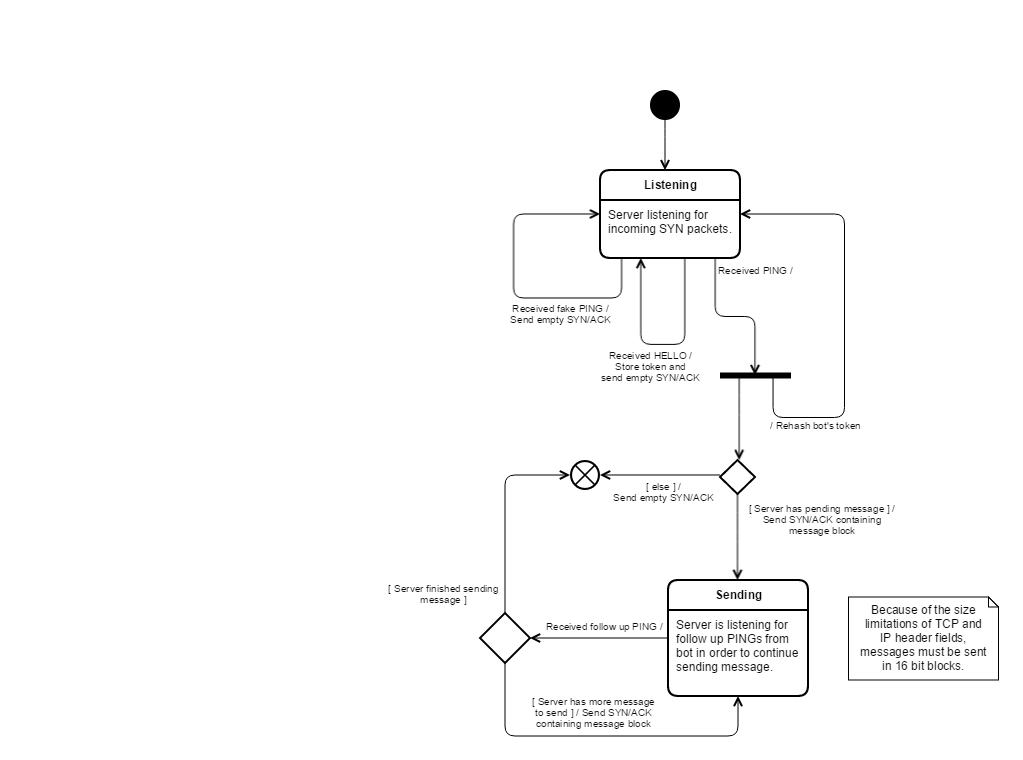 Listening
Server listening for
incoming SYN packets.
Received PING /
Received fake PING /
Send empty SYN/ACK
Received HELLO /
Store token and
send empty SYN/ACK
/ Rehash bot's token
[ else ] /
Send empty SYN/ACK
[ Server has pending message ] /
Send SYN/ACK containing
message block
[ Server finished sending
message ]
Sending
Server is listening for
follow up PINGs from
bot in order to continue
sending message.
Received follow up PING /
Because of the size
limitations of TCP and
IP header fields,
messages must be sent
in 16 bit blocks.
[ Server has more message
to send ] / Send SYN/ACK
containing message block